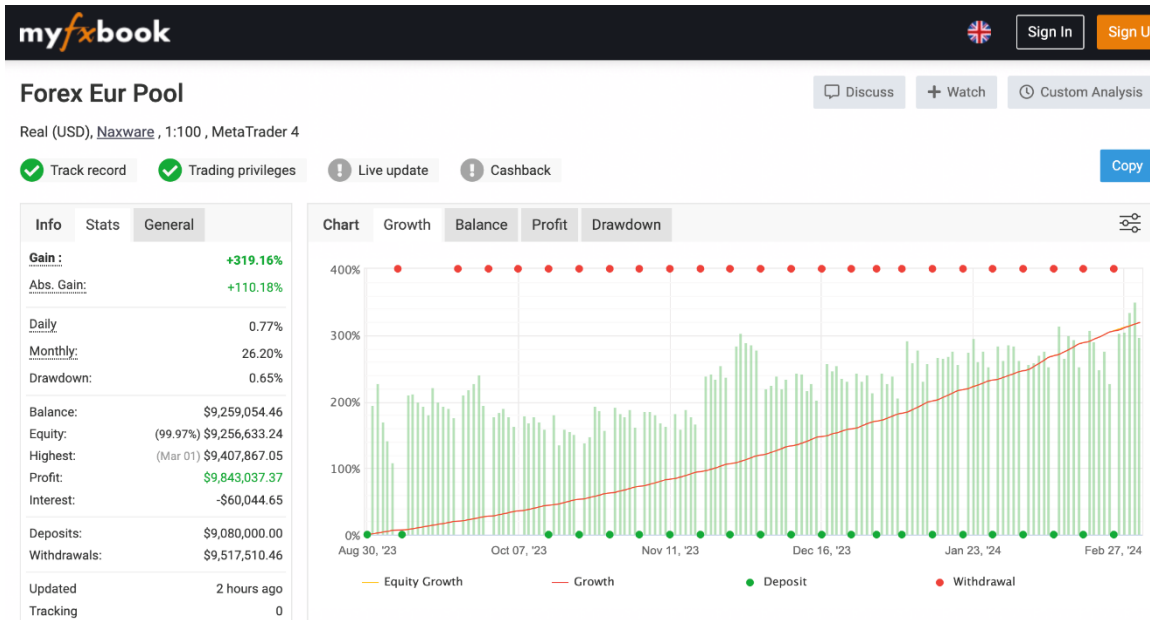 myfxbook
Sign In
Sign U
Forex Eur Pool
Discuss
Watch
Custom Analysis
Real (USD), Naxware , 1:100 , MetaTrader 4
Track record
Trading privileges
Live update
Cashback
Copy
Info Stats General
Gain : +319.16%
Abs. Gain: +110.18%
Daily 0.77%
Monthly: 26.20%
Drawdown: 0.65%
Balance: $9,259,054.46
Equity: (99.97%) $9,256,633.24
Highest: (Mar 01) $9,407,867.05
Profit: $9,843,037.37
Interest: -$60,044.65
Deposits: $9,080,000.00
Withdrawals: $9,517,510.46
Updated 2 hours ago
Tracking 0
Chart Growth Balance Profit Drawdown
400%
300%
200%
100%
0%
Aug 30, '23 Oct 07, '23 Nov 11, '23 Dec 16, '23 Jan 23, '24 Feb 27, '24
Equity Growth Growth Deposit Withdrawal